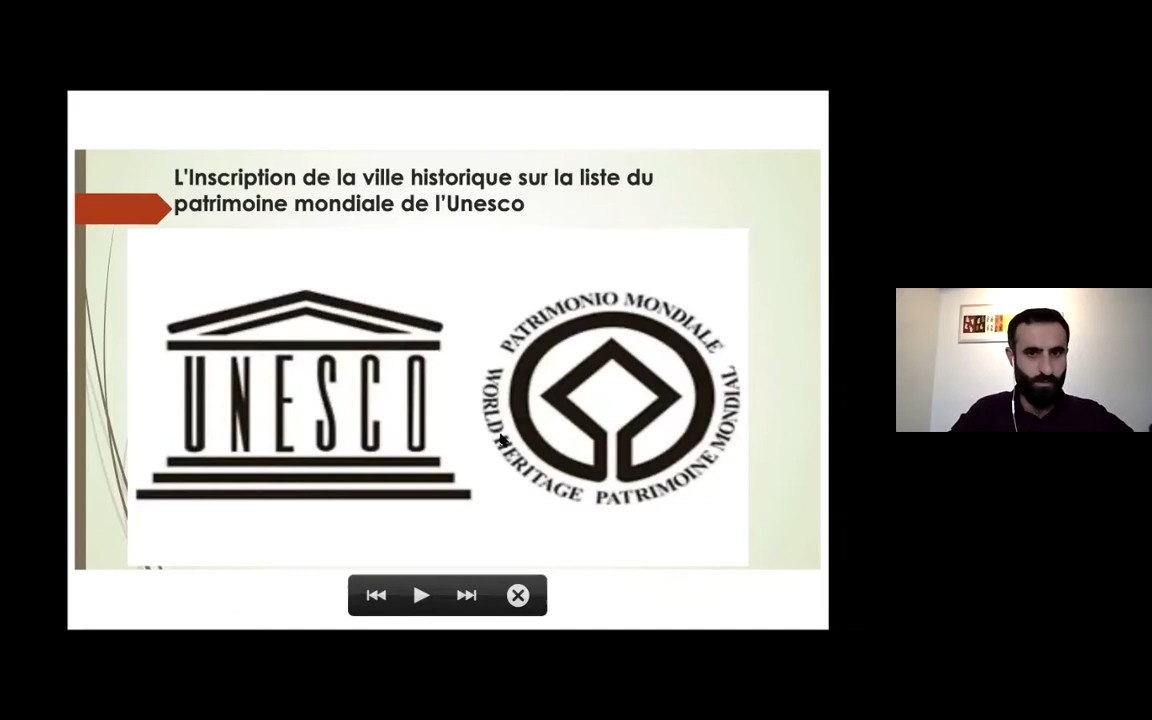 L'Inscription de la ville historique sur la liste du
patrimoine mondiale de l'Unesco
UNESCO
PATRIMONIO MONDIALE
WORLD HERITAGE
PATRIMOINE MONDIAL